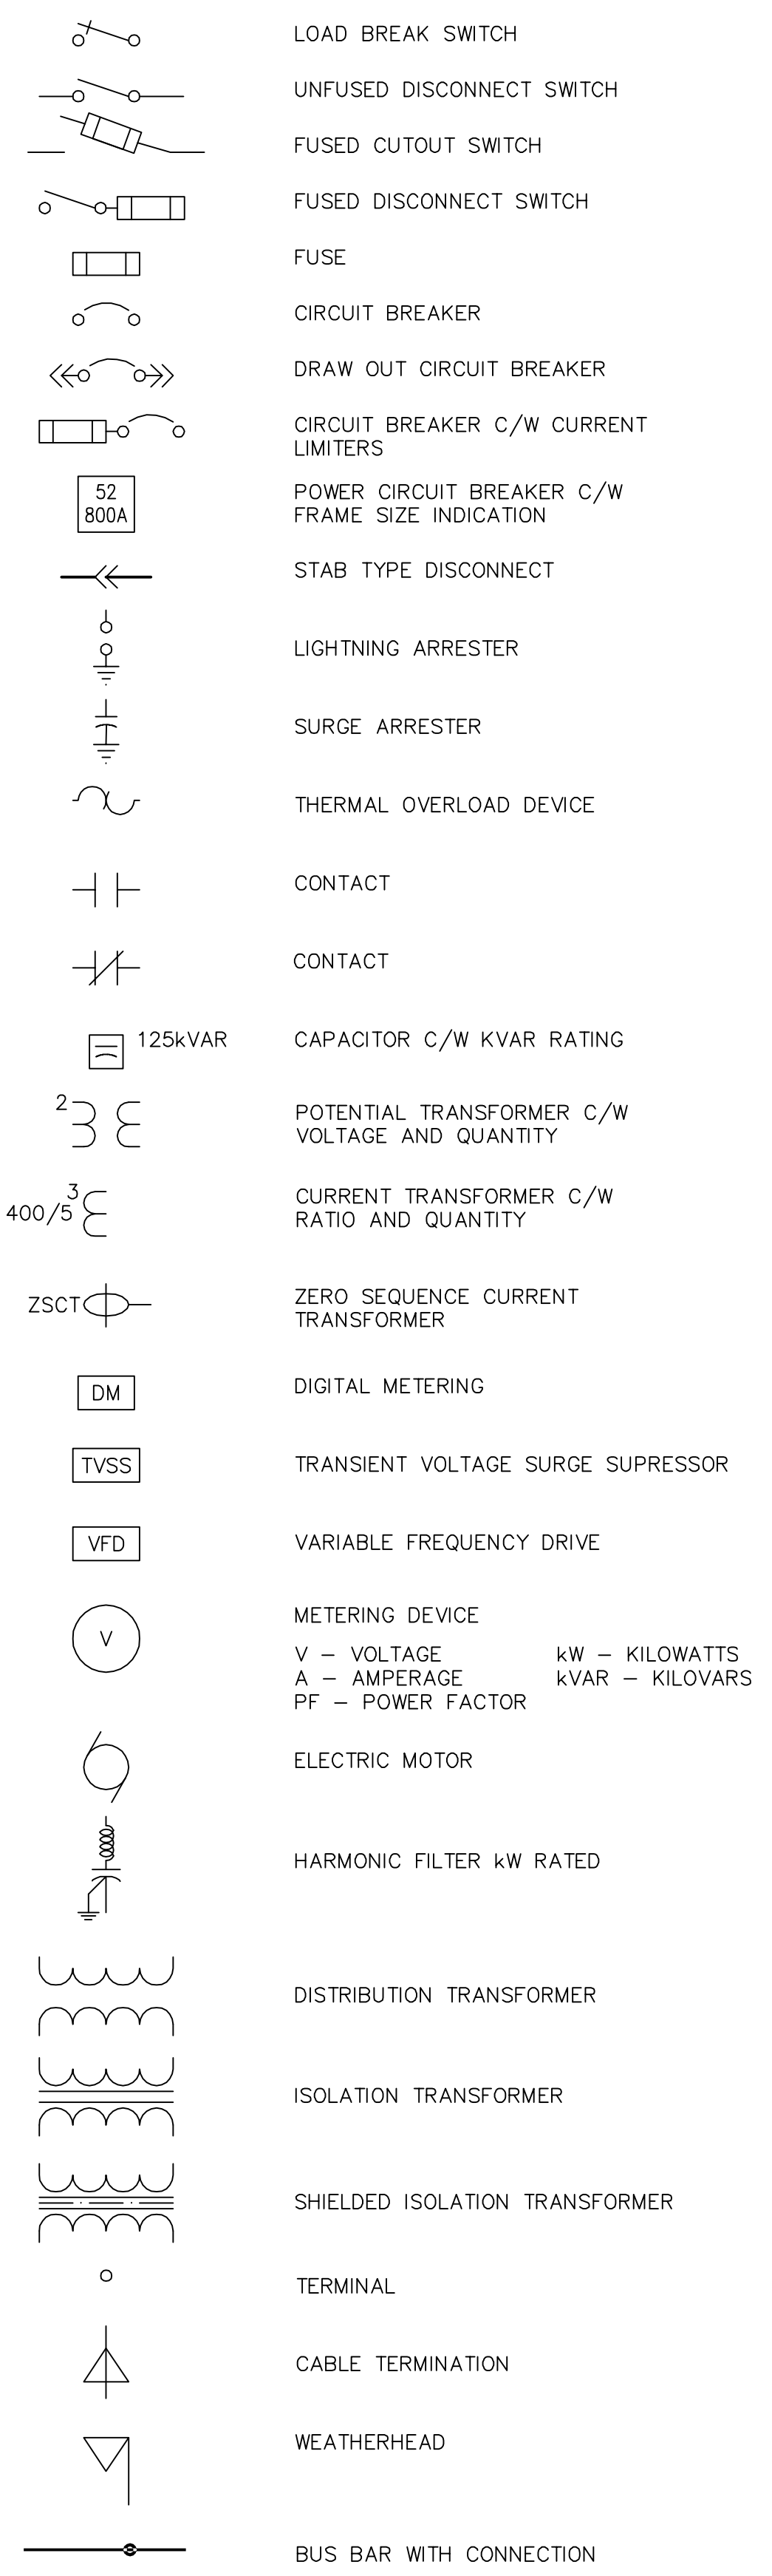 LOAD BREAK SWITCH
UNFUSED DISCONNECT SWITCH
FUSED CUTOUT SWITCH
FUSED DISCONNECT SWITCH
FUSE
CIRCUIT BREAKER
DRAW OUT CIRCUIT BREAKER
CIRCUIT BREAKER C/W CURRENT
LIMITERS
52
800A
POWER CIRCUIT BREAKER C/W
FRAME SIZE INDICATION
STAB TYPE DISCONNECT
LIGHTNING ARRESTER
SURGE ARRESTER
THERMAL OVERLOAD DEVICE
CONTACT
CONTACT
125kVAR
CAPACITOR C/W KVAR RATING
2
POTENTIAL TRANSFORMER C/W
VOLTAGE AND QUANTITY
3
400/5
CURRENT TRANSFORMER C/W
RATIO AND QUANTITY
ZSCT
ZERO SEQUENCE CURRENT
TRANSFORMER
DM
DIGITAL METERING
TVSS
TRANSIENT VOLTAGE SURGE SUPRESSOR
VFD
VARIABLE FREQUENCY DRIVE
V
METERING DEVICE
V – VOLTAGE kW – KILOWATTS
A – AMPERAGE kVAR – KILOVARS
PF – POWER FACTOR
ELECTRIC MOTOR
HARMONIC FILTER kW RATED
DISTRIBUTION TRANSFORMER
ISOLATION TRANSFORMER
SHIELDED ISOLATION TRANSFORMER
TERMINAL
CABLE TERMINATION
WEATHERHEAD
BUS BAR WITH CONNECTION